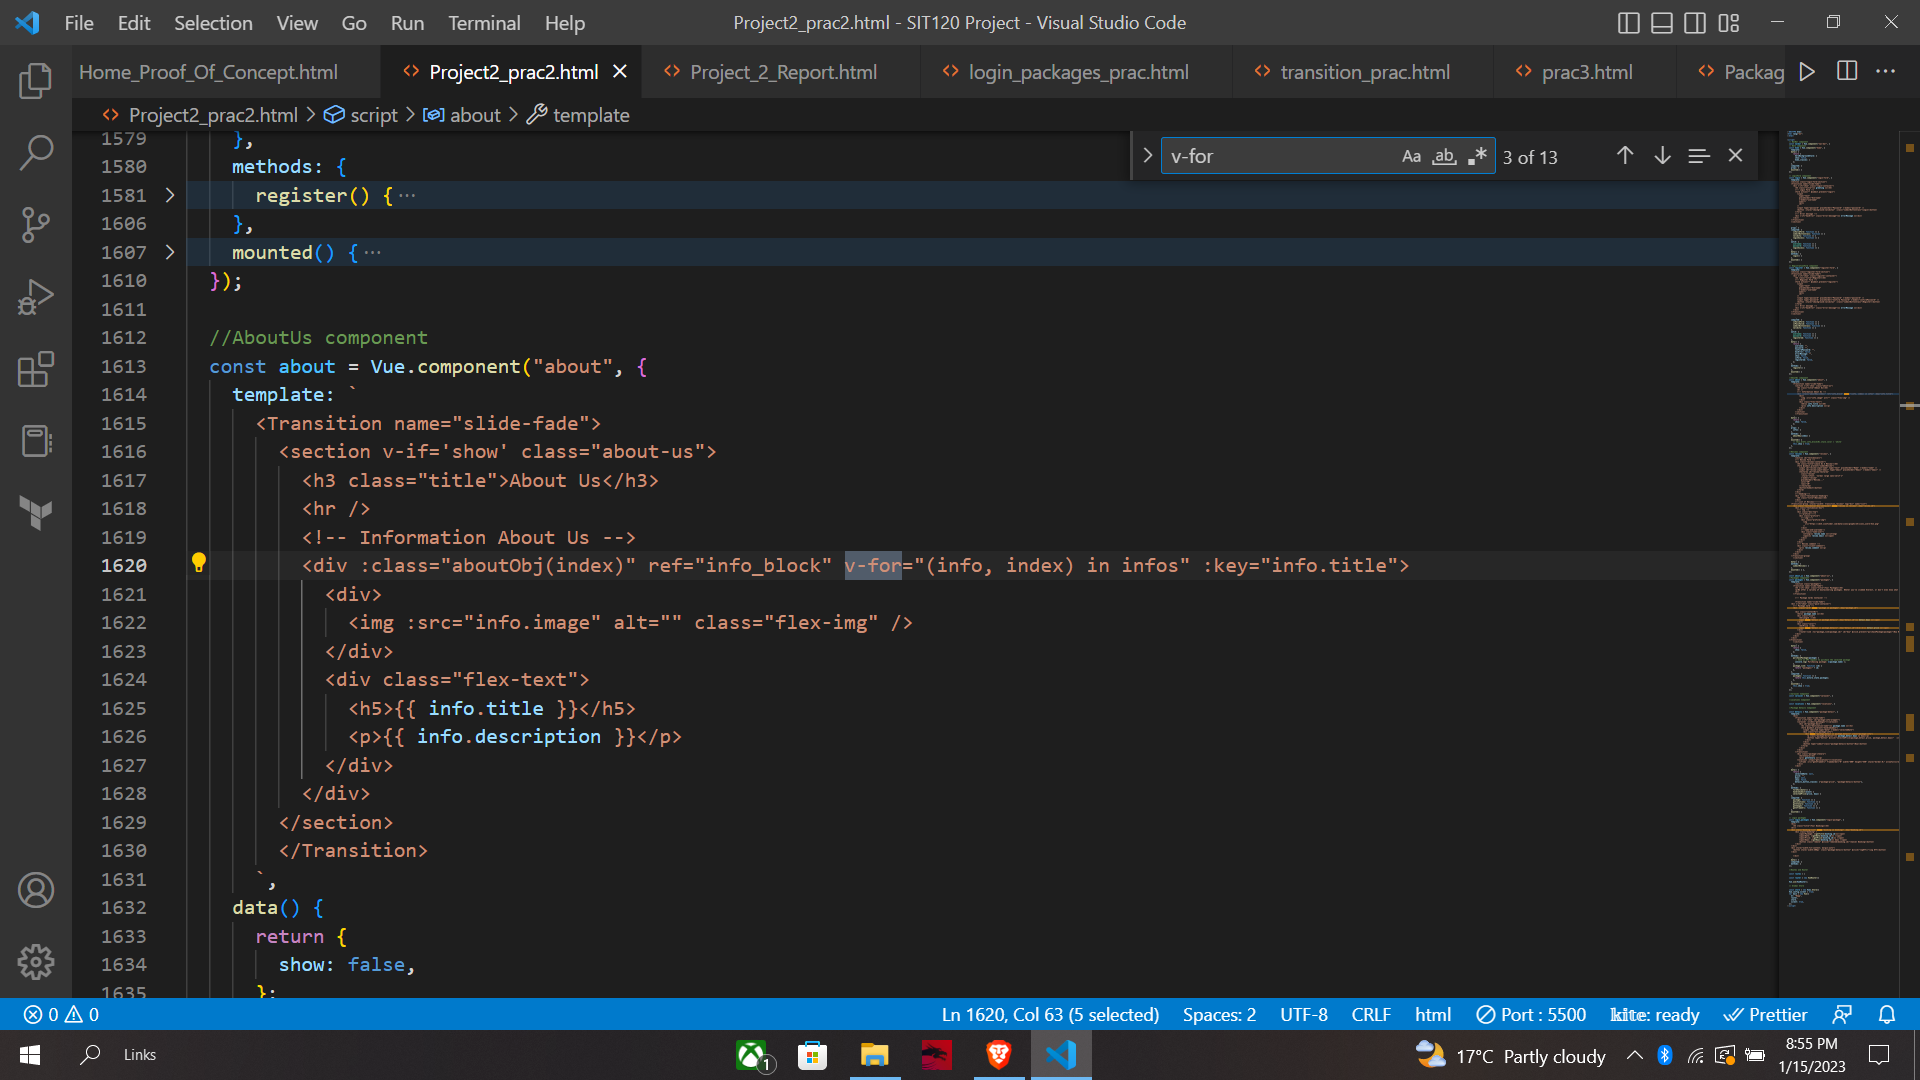 File Edit Selection View Go Run Terminal Help
Project2_prac2.html - SIT120 Project - Visual Studio Code
Home_Proof_Of_Concept.html
Project2_prac2.html
Project_2_Report.html
login_packages_prac.html
transition_prac.html
prac3.html
Packag
Project2_prac2.html > script > about > template
v-for
Aa ab .*
3 of 13
1579 },
1580 methods: {
1581 register() {···
1606 },
1607 mounted() {···
1610 });
1611
1612 //AboutUs component
1613 const about = Vue.component("about", {
1614 template: `
1615 <Transition name="slide-fade">
1616 <section v-if='show' class="about-us">
1617 <h3 class="title">About Us</h3>
1618 <hr />
1619 <!-- Information About Us -->
1620 <div :class="aboutObj(index)" ref="info_block" v-for="(info, index) in infos" :key="info.title">
1621 <div>
1622 <img :src="info.image" alt="" class="flex-img" />
1623 </div>
1624 <div class="flex-text">
1625 <h5>{{ info.title }}</h5>
1626 <p>{{ info.description }}</p>
1627 </div>
1628 </div>
1629 </section>
1630 </Transition>
1631 `,
1632 data() {
1633 return {
1634 show: false,
1635 };
0 0
Ln 1620, Col 63 (5 selected)
Spaces: 2
UTF-8
CRLF
html
Port : 5500
kite: ready
Prettier
Links
1
17°C Partly cloudy
8:55 PM
1/15/2023